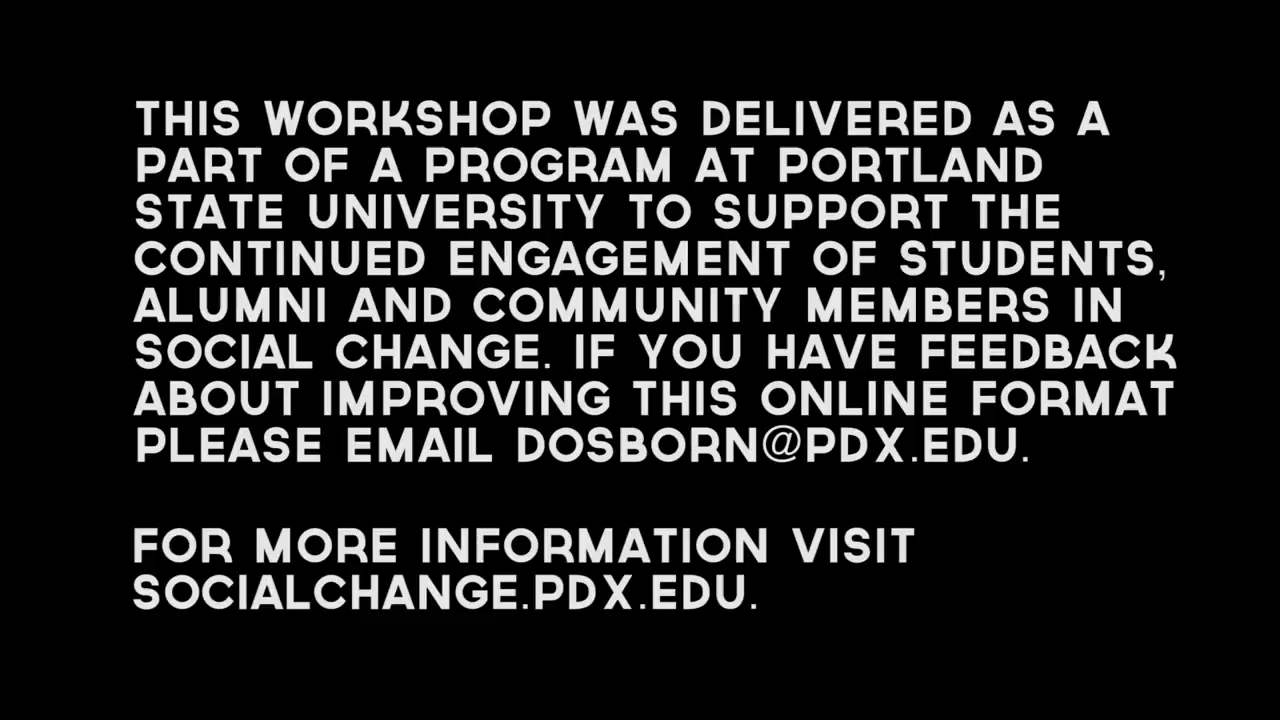 THIS WORKSHOP WAS DELIVERED AS A
PART OF A PROGRAM AT PORTLAND
STATE UNIVERSITY TO SUPPORT THE
CONTINUED ENGAGEMENT OF STUDENTS,
ALUMNI AND COMMUNITY MEMBERS IN
SOCIAL CHANGE. IF YOU HAVE FEEDBACK
ABOUT IMPROVING THIS ONLINE FORMAT
PLEASE EMAIL DOSBORN@PDX.EDU.
FOR MORE INFORMATION VISIT
SOCIALCHANGE.PDX.EDU.